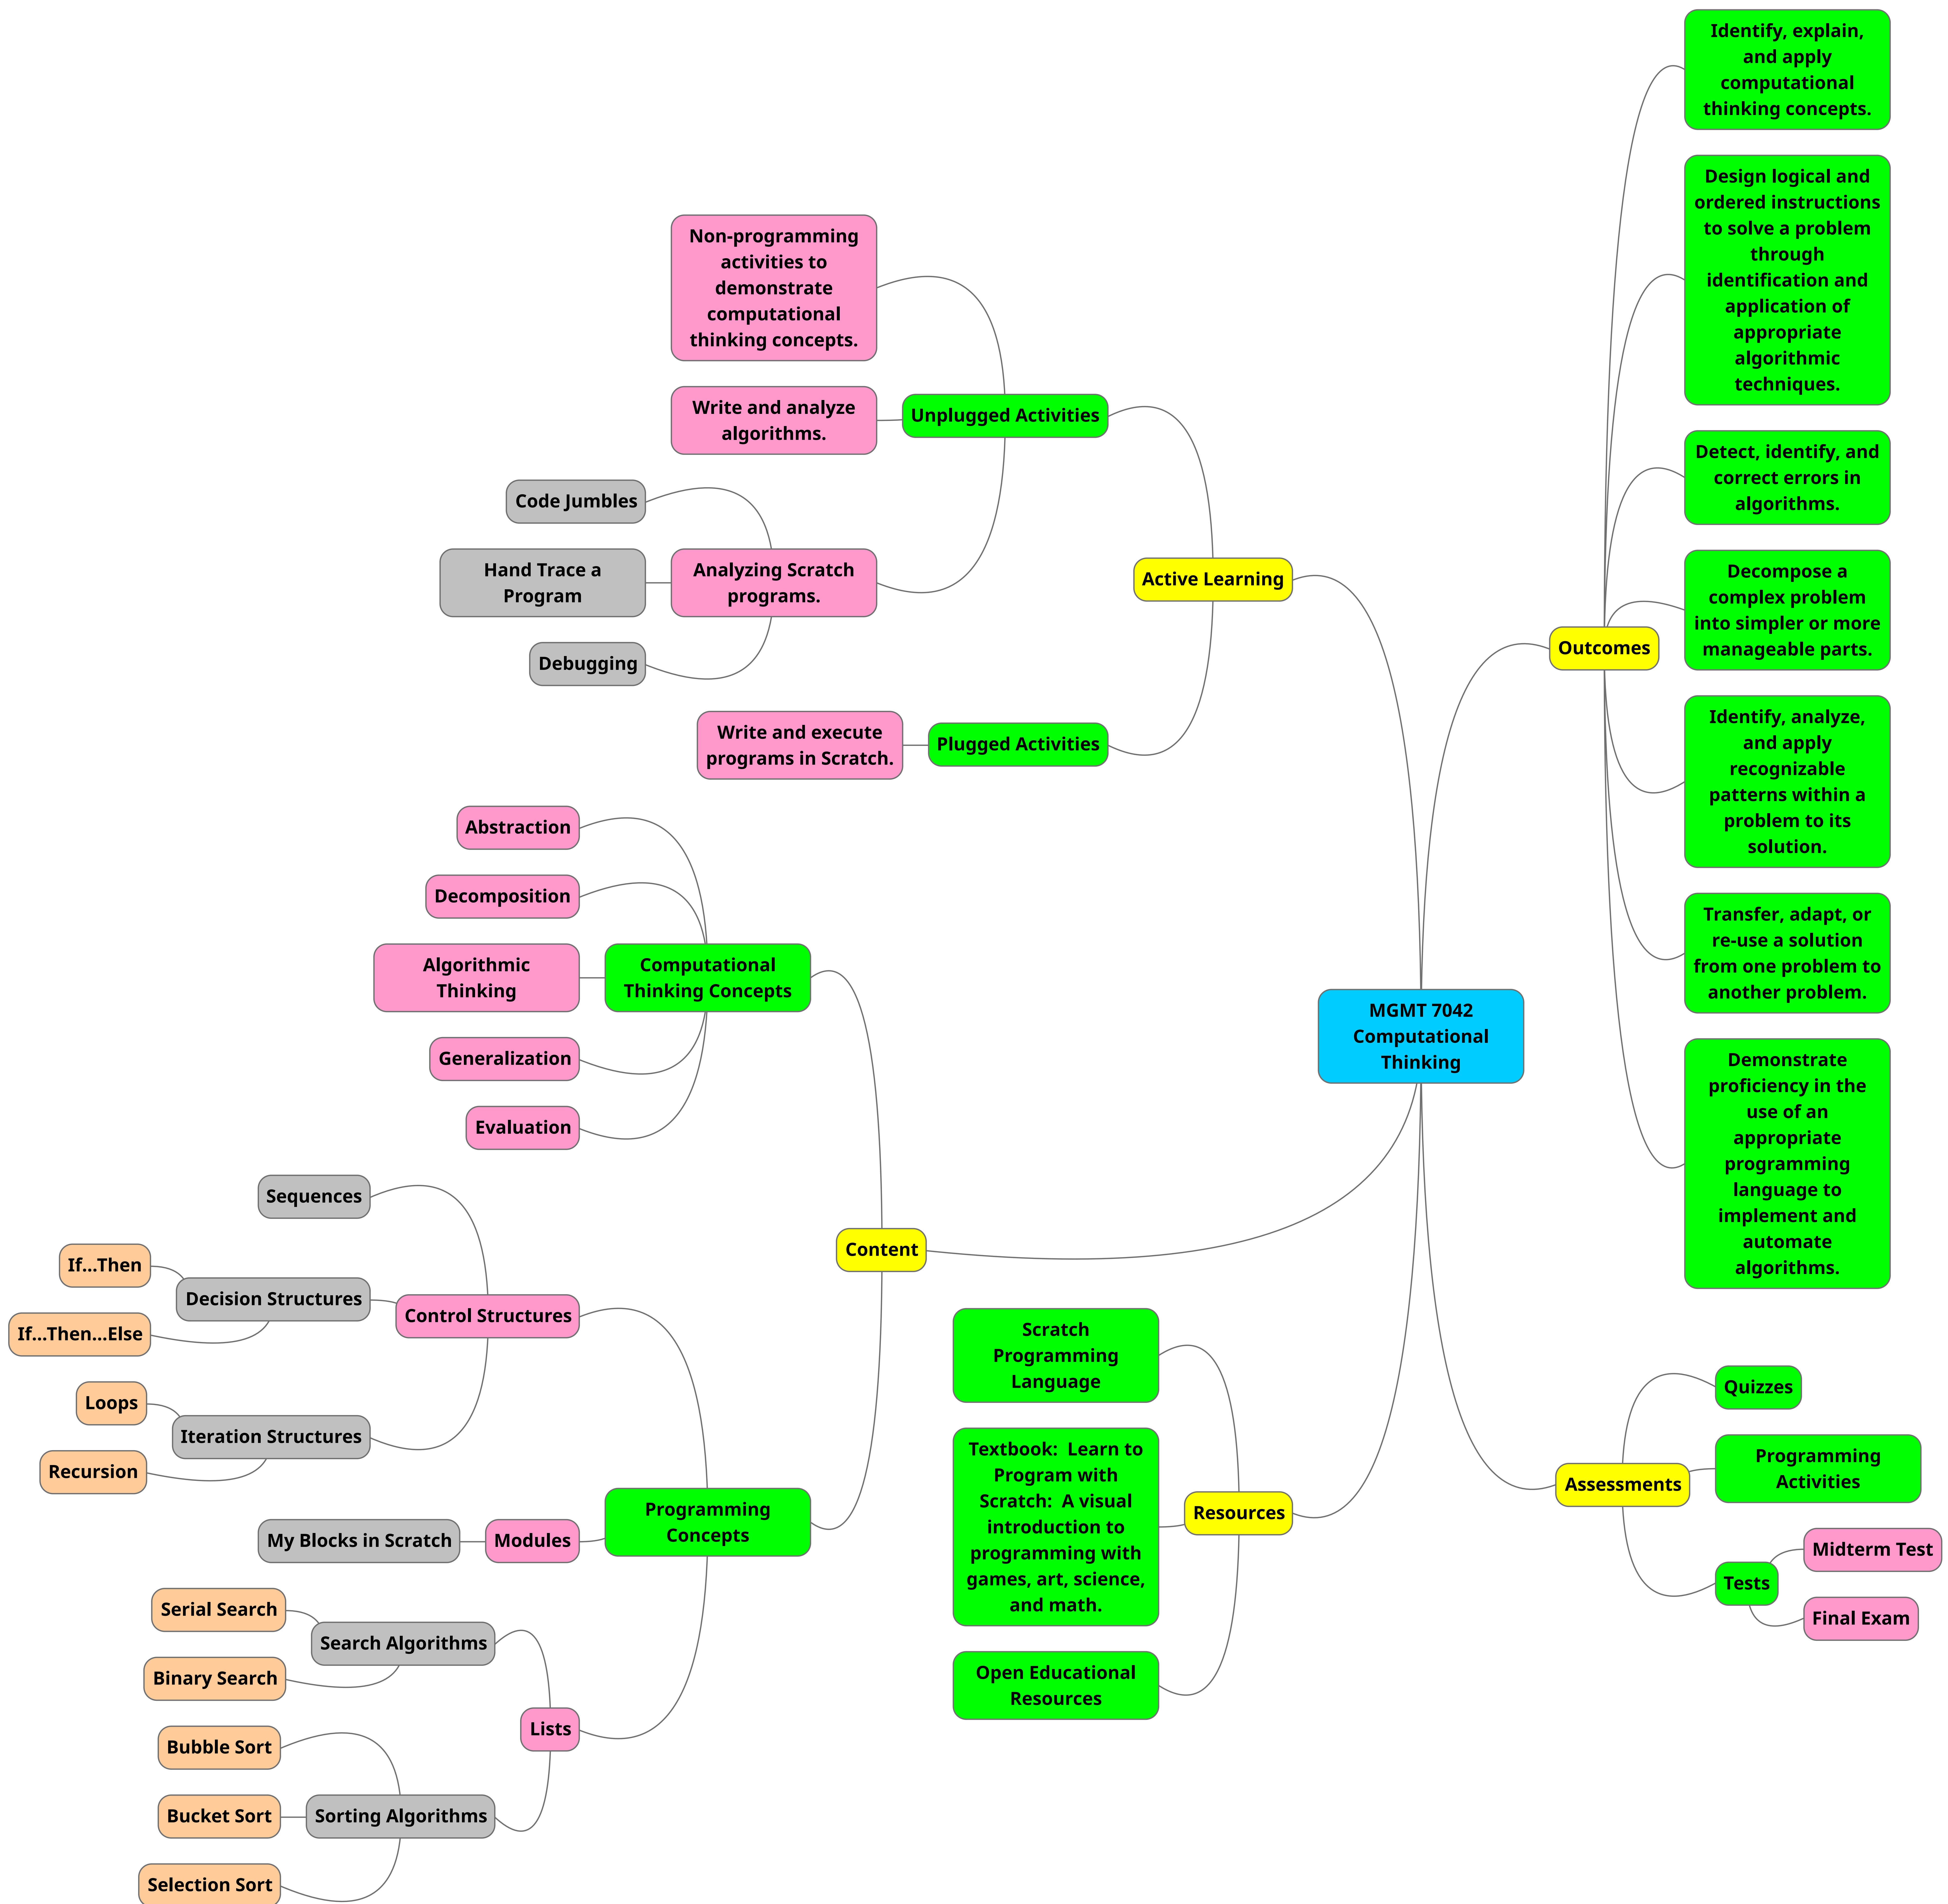 MGMT 7042
Computational
Thinking
Outcomes
Identify, explain,
and apply
computational
thinking concepts.
Design logical and
ordered instructions
to solve a problem
through
identification and
application of
appropriate
algorithmic
techniques.
Detect, identify, and
correct errors in
algorithms.
Decompose a
complex problem
into simpler or more
manageable parts.
Identify, analyze,
and apply
recognizable
patterns within a
problem to its
solution.
Transfer, adapt, or
re-use a solution
from one problem to
another problem.
Demonstrate
proficiency in the
use of an
appropriate
programming
language to
implement and
automate
algorithms.
Assessments
Quizzes
Programming
Activities
Tests
Midterm Test
Final Exam
Active Learning
Unplugged Activities
Non-programming
activities to
demonstrate
computational
thinking concepts.
Write and analyze
algorithms.
Analyzing Scratch
programs.
Code Jumbles
Hand Trace a
Program
Debugging
Plugged Activities
Write and execute
programs in Scratch.
Content
Computational
Thinking Concepts
Abstraction
Decomposition
Algorithmic
Thinking
Generalization
Evaluation
Programming
Concepts
Control Structures
Sequences
Decision Structures
If...Then
If...Then...Else
Iteration Structures
Loops
Recursion
Modules
My Blocks in Scratch
Lists
Search Algorithms
Serial Search
Binary Search
Sorting Algorithms
Bubble Sort
Bucket Sort
Selection Sort
Resources
Scratch
Programming
Language
Textbook:  Learn to
Program with
Scratch:  A visual
introduction to
programming with
games, art, science,
and math.
Open Educational
Resources